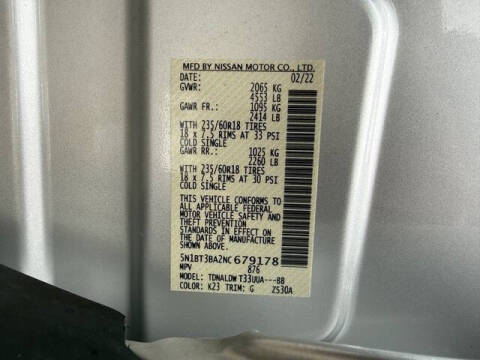 MFD BY NISSAN MOTOR CO., LTD.
DATE: 02/22
GVWR: 2065 KG
4553 LB
GAWR FR.: 1095 KG
2414 LB
WITH 235/60R18 TIRES
18 x 7.5 RIMS AT 33 PSI
COLD SINGLE
GAWR RR.: 1025 KG
2260 LB
WITH 235/60R18 TIRES
18 x 7.5 RIMS AT 30 PSI
COLD SINGLE
THIS VEHICLE CONFORMS TO
ALL APPLICABLE FEDERAL
MOTOR VEHICLE SAFETY AND
THEFT PREVENTION
STANDARDS IN EFFECT ON
THE DATE OF MANUFACTURE
SHOWN ABOVE.
5N1BT3BA2NC679178
MPV 876
MODEL: TDNALDW T33UUA---BB
COLOR: K23 TRIM: G ZS30A